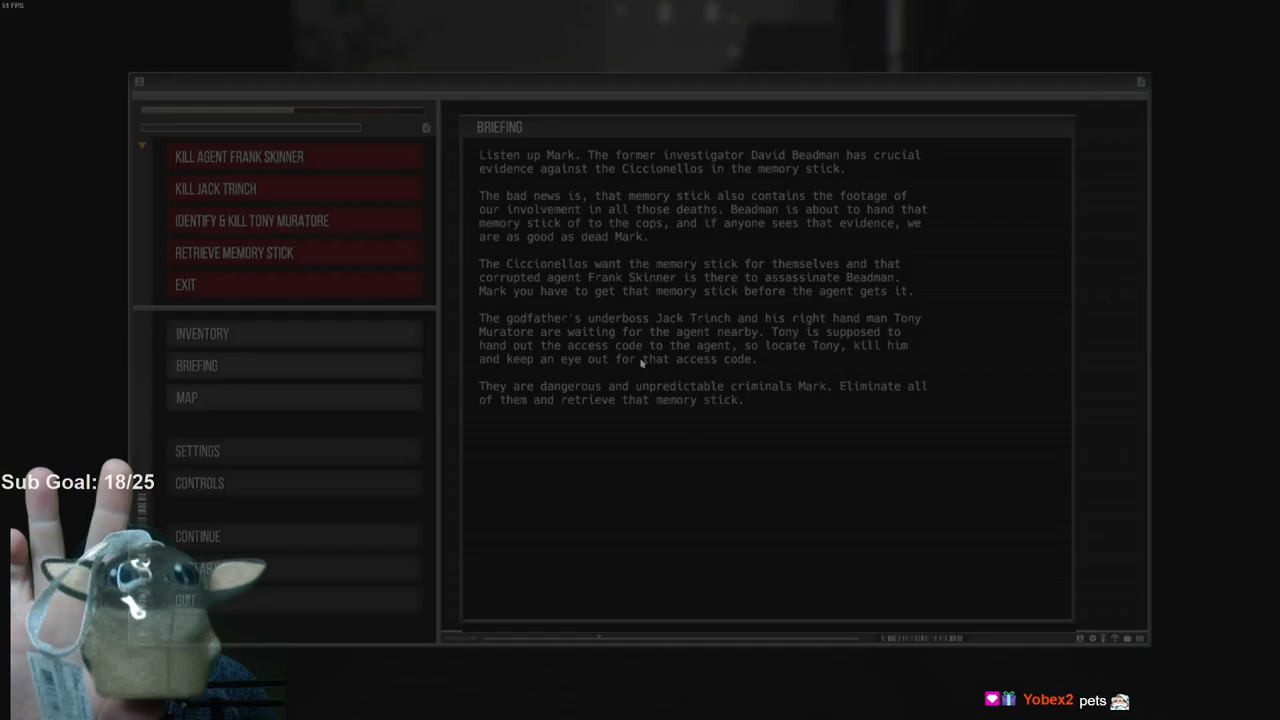 51 FPS
KILL AGENT FRANK SKINNER
KILL JACK TRINCH
IDENTIFY & KILL TONY MURATORE
RETRIEVE MEMORY STICK
EXIT
INVENTORY
BRIEFING
MAP
SETTINGS
CONTROLS
CONTINUE
QUIT
BRIEFING
Listen up Mark. The former investigator David Beadman has crucial
evidence against the Ciccionellos in the memory stick.
The bad news is, that memory stick also contains the footage of
our involvement in all those deaths. Beadman is about to hand that
memory stick of to the cops, and if anyone sees that evidence, we
are as good as dead Mark.
The Ciccionellos want the memory stick for themselves and that
corrupted agent Frank Skinner is there to assassinate Beadman.
Mark you have to get that memory stick before the agent gets it.
The godfather's underboss Jack Trinch and his right hand man Tony
Muratore are waiting for the agent nearby. Tony is supposed to
hand out the access code to the agent, so locate Tony, kill him
and keep an eye out for that access code.
They are dangerous and unpredictable criminals Mark. Eliminate all
of them and retrieve that memory stick.
Sub Goal: 18/25
Yobex2 pets